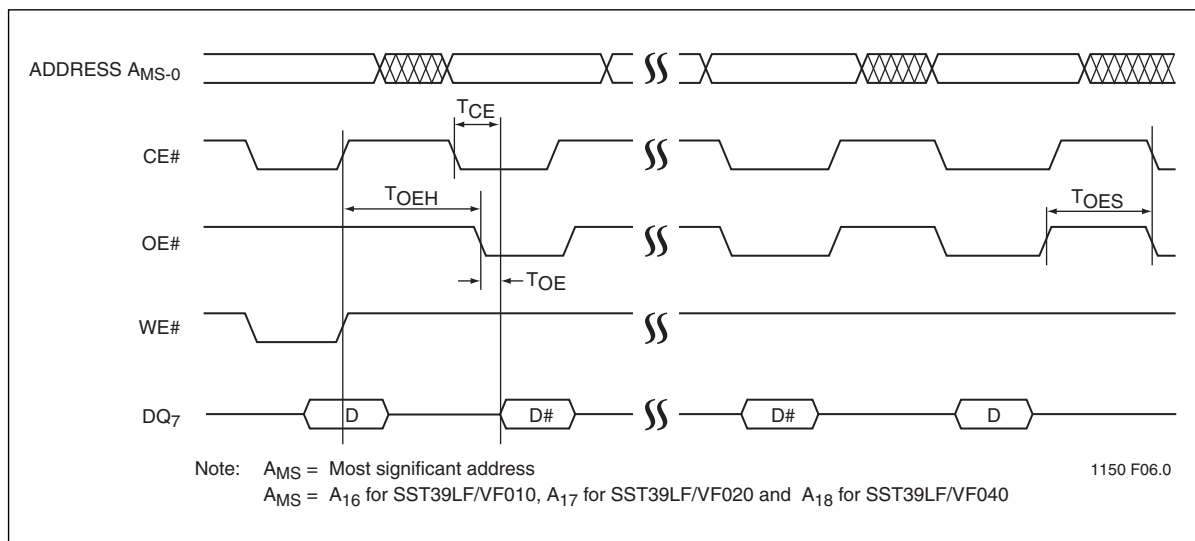 ADDRESS AMS-0
TCE
CE#
TOEH
TOES
OE#
TOE
WE#
DQ7 D D# D# D
Note: AMS = Most significant address
1150 F06.0
AMS = A16 for SST39LF/VF010, A17 for SST39LF/VF020 and A18 for SST39LF/VF040